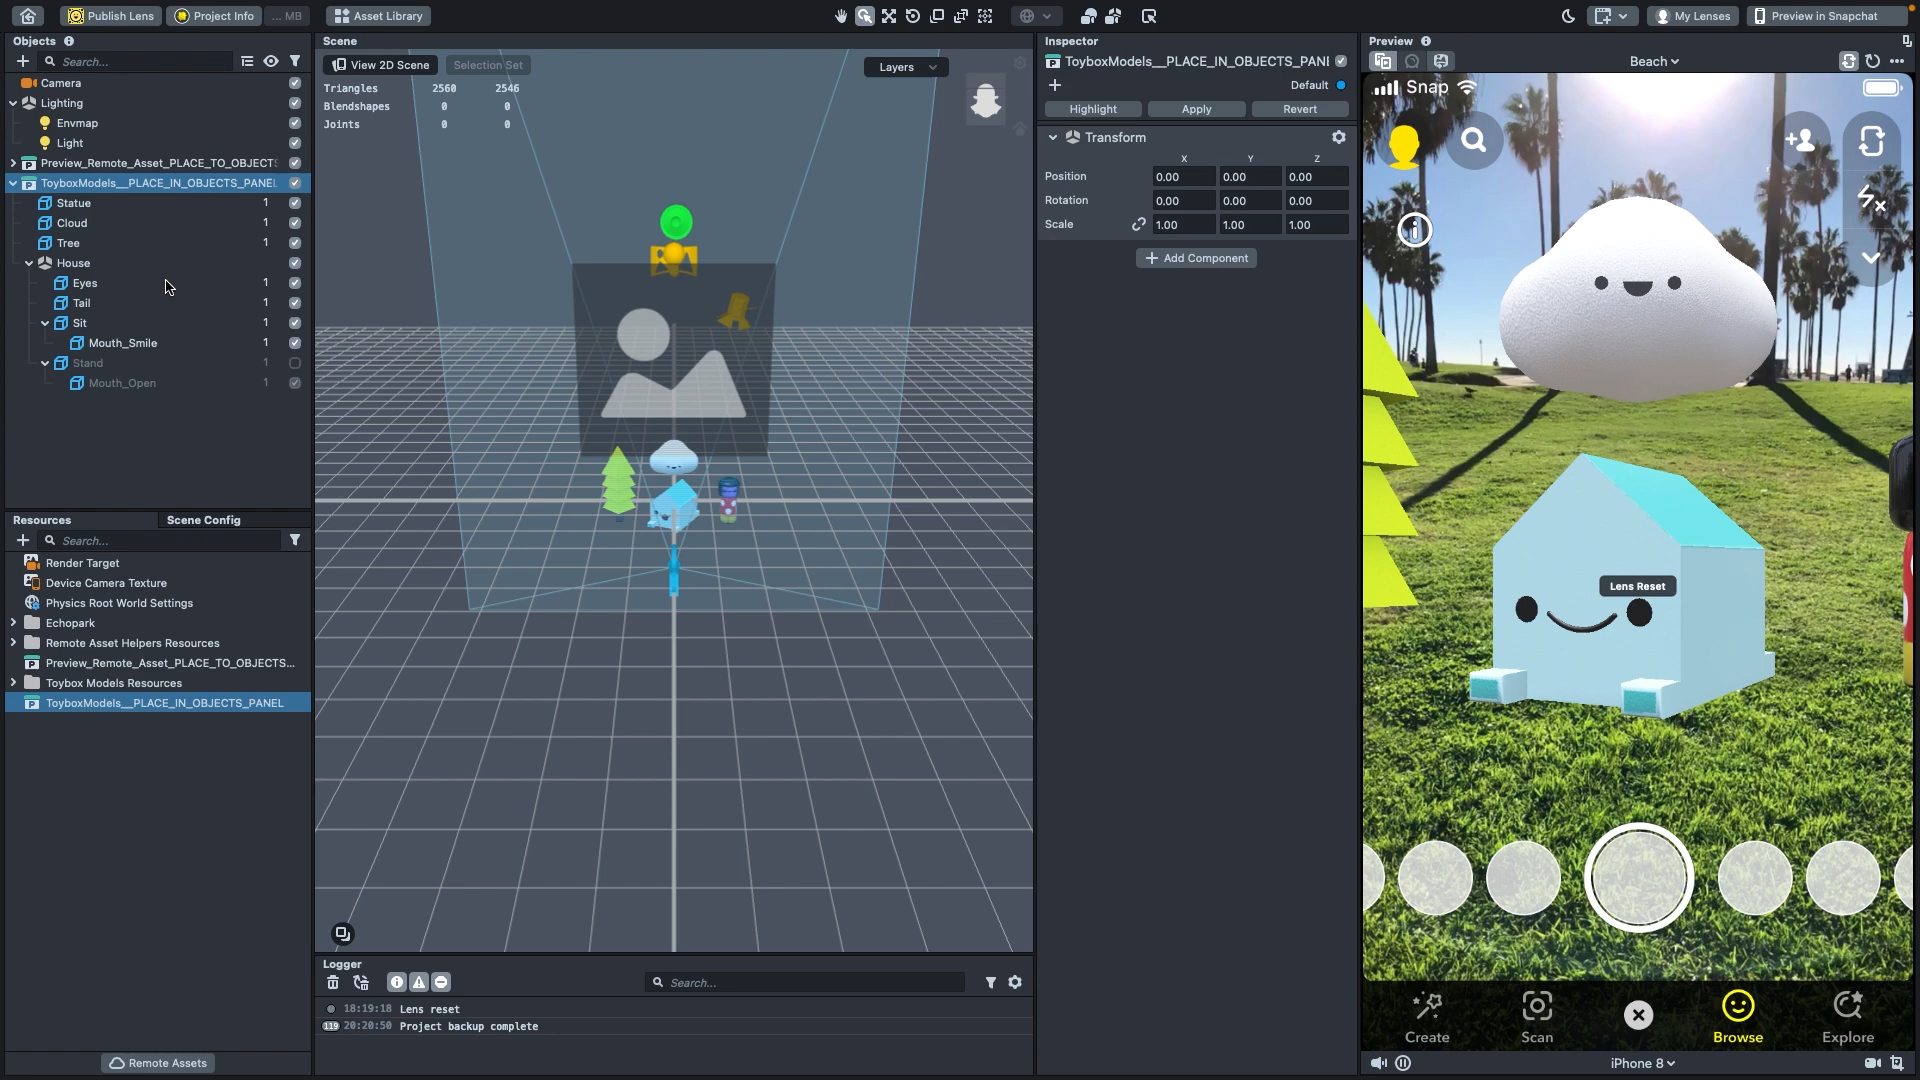 Publish Lens
Project Info
... MB
Asset Library
My Lenses
Preview in Snapchat
Objects
Search...
Camera
Lighting
Envmap
Light
Preview_Remote_Asset_PLACE_TO_OBJECTS
ToyboxModels__PLACE_IN_OBJECTS_PANEL
Statue 1
Cloud 1
Tree 1
House
Eyes 1
Tail 1
Sit 1
Mouth_Smile 1
Stand 1
Mouth_Open 1
Resources
Scene Config
Search...
Render Target
Device Camera Texture
Physics Root World Settings
Echopark
Remote Asset Helpers Resources
Preview_Remote_Asset_PLACE_TO_OBJECTS...
Toybox Models Resources
ToyboxModels__PLACE_IN_OBJECTS_PANEL
Remote Assets
Scene
View 2D Scene
Selection Set
Layers
Triangles 2560 2546
Blendshapes 0 0
Joints 0 0
Logger
Search...
18:19:18 Lens reset
119 20:20:50 Project backup complete
Inspector
ToyboxModels__PLACE_IN_OBJECTS_PANE
Default
Highlight
Apply
Revert
Transform
X Y Z
Position 0.00 0.00 0.00
Rotation 0.00 0.00 0.00
Scale 1.00 1.00 1.00
Add Component
Preview
Beach
Snap
Lens Reset
Create
Scan
Browse
Explore
iPhone 8